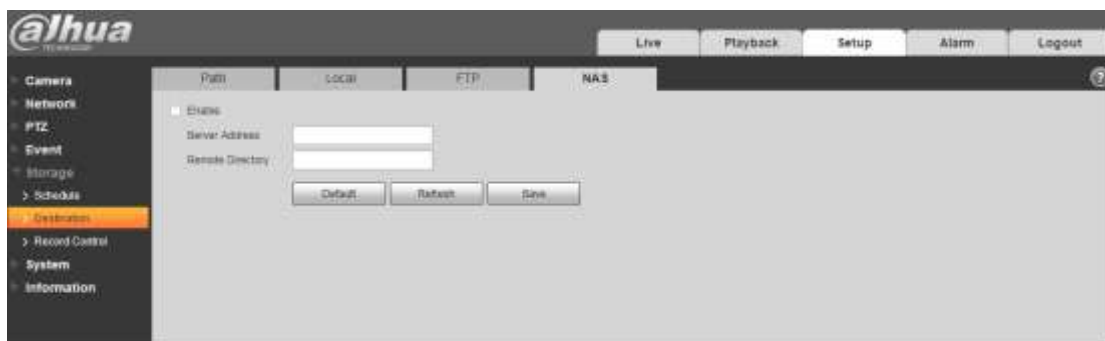 alhua
TECHNOLOGY
Live Playback Setup Alarm Logout
Camera
Network
PTZ
Event
Storage
Schedule
Destination
Record Control
System
Information
Path Local FTP NAS
Enable
Server Address
Remote Directory
Default Refresh Save